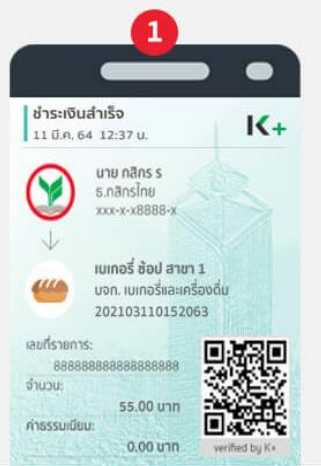 1
ชำระเงินสำเร็จ
11 มี.ค. 64 12:37 น.
K+
นาย กสิกร ร
ธ.กสิกรไทย
xxx-x-x8888-x
เบเกอรี่ ช้อป สาขา 1
บจก. เบเกอรี่และเครื่องดื่ม
202103110152063
เลขที่รายการ:
888888888888888888
จำนวน:
55.00 บาท
ค่าธรรมเนียม:
0.00 บาท
verified by K+